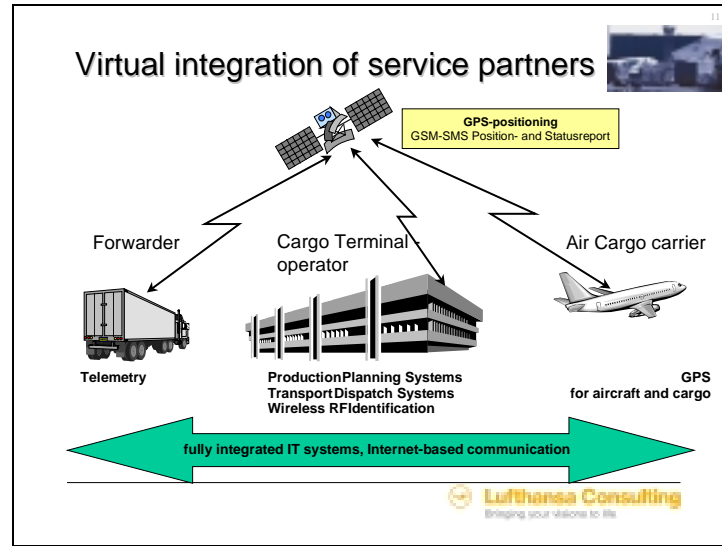 11
Virtual integration of service partners
GPS-positioning
GSM-SMS Position- and Statusreport
Forwarder
Cargo Terminal -
operator
Air Cargo carrier
Telemetry
ProductionPlanning Systems
TransportDispatch Systems
Wireless RFIdentification
GPS
for aircraft and cargo
fully integrated IT systems, Internet-based communication
Lufthansa Consulting
Bringing your visions to life